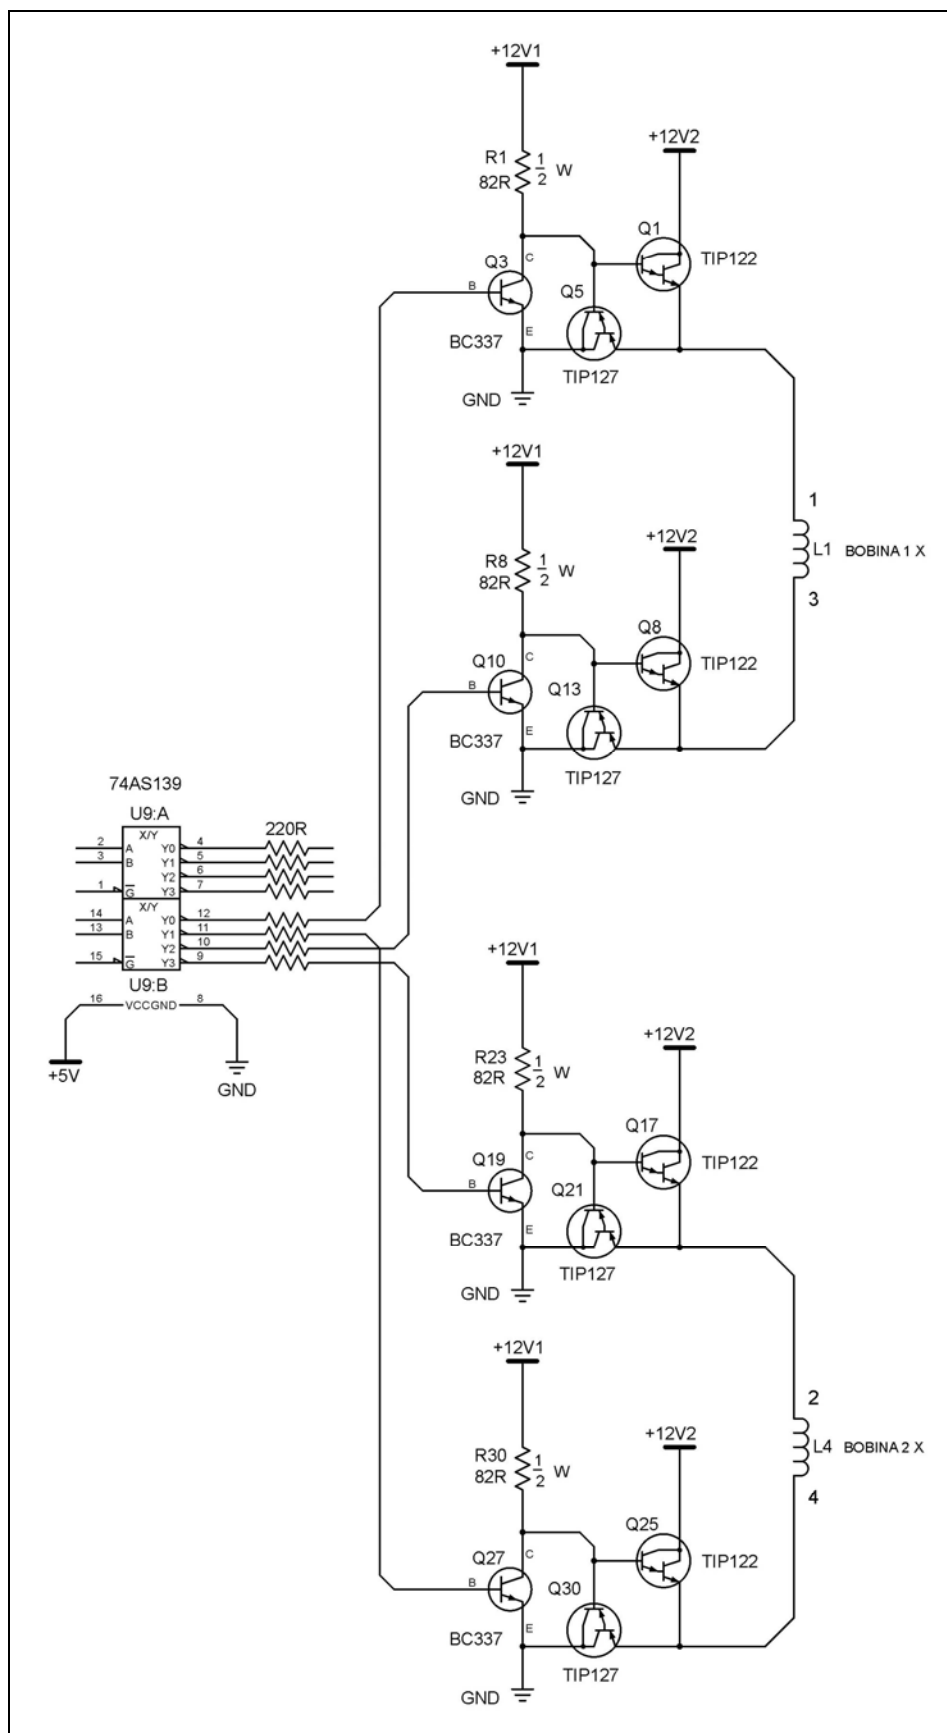 +12V1
R1
82R
1
2
W
+12V2
Q1
TIP122
Q3
C
B
Q5
E
BC337
TIP127
GND
+12V1
R8
82R
1
2
W
+12V2
1
L1 BOBINA 1 X
3
Q8
TIP122
Q10
C
B
Q13
E
BC337
TIP127
GND
74AS139
U9:A
X/Y
220R
2 A Y0 4
3 B Y1 5
Y2 6
1 G Y3 7
X/Y
14 A Y0 12
13 B Y1 11
Y2 10
15 G Y3 9
U9:B
16 VCCGND 8
+5V
GND
+12V1
R23
82R
1
2
W
+12V2
Q17
TIP122
Q19
C
B
Q21
E
BC337
TIP127
GND
+12V1
R30
82R
1
2
W
+12V2
2
L4 BOBINA 2 X
4
Q25
TIP122
Q27
C
B
Q30
E
BC337
TIP127
GND